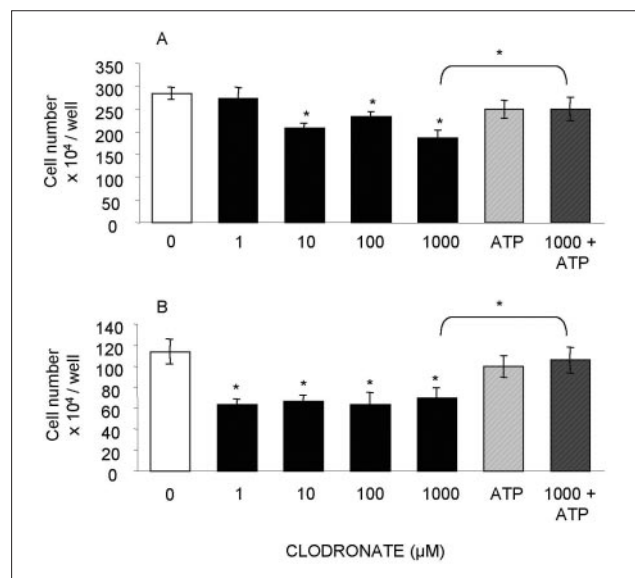 A
*
350
300
250
200
150
100
50
0
Cell number
x 10⁴ / well
* * *
0 1 10 100 1000 ATP 1000 +
ATP
B
*
140
120
100
80
60
40
20
0
Cell number
x 10⁴ / well
* * * *
0 1 10 100 1000 ATP 1000 +
ATP
CLODRONATE (µM)